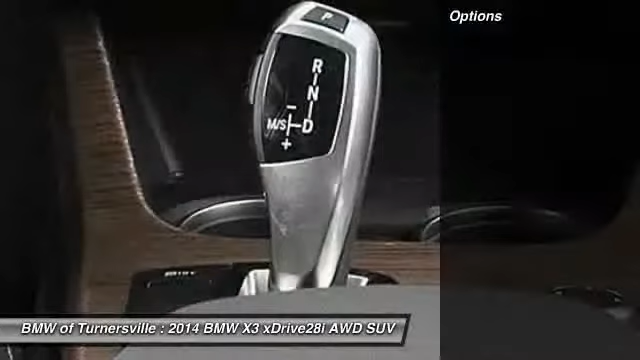 Options
P
R
N
−
M/S D
+
BMW of Turnersville : 2014 BMW X3 xDrive28i AWD SUV